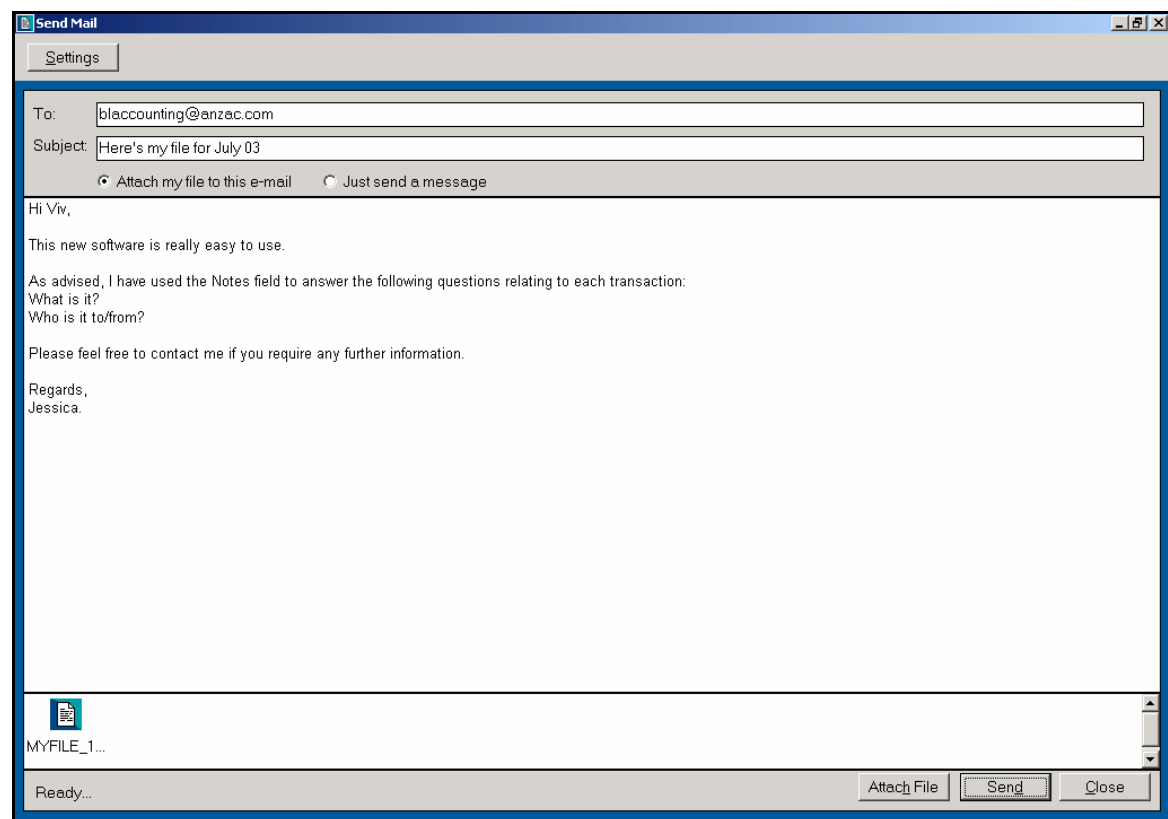 Send Mail
Settings
To: blaccounting@anzac.com
Subject: Here's my file for July 03
Attach my file to this e-mail Just send a message
Hi Viv,
This new software is really easy to use.
As advised, I have used the Notes field to answer the following questions relating to each transaction:
What is it?
Who is it to/from?
Please feel free to contact me if you require any further information.
Regards,
Jessica.
MYFILE_1...
Ready... Attach File Send Close